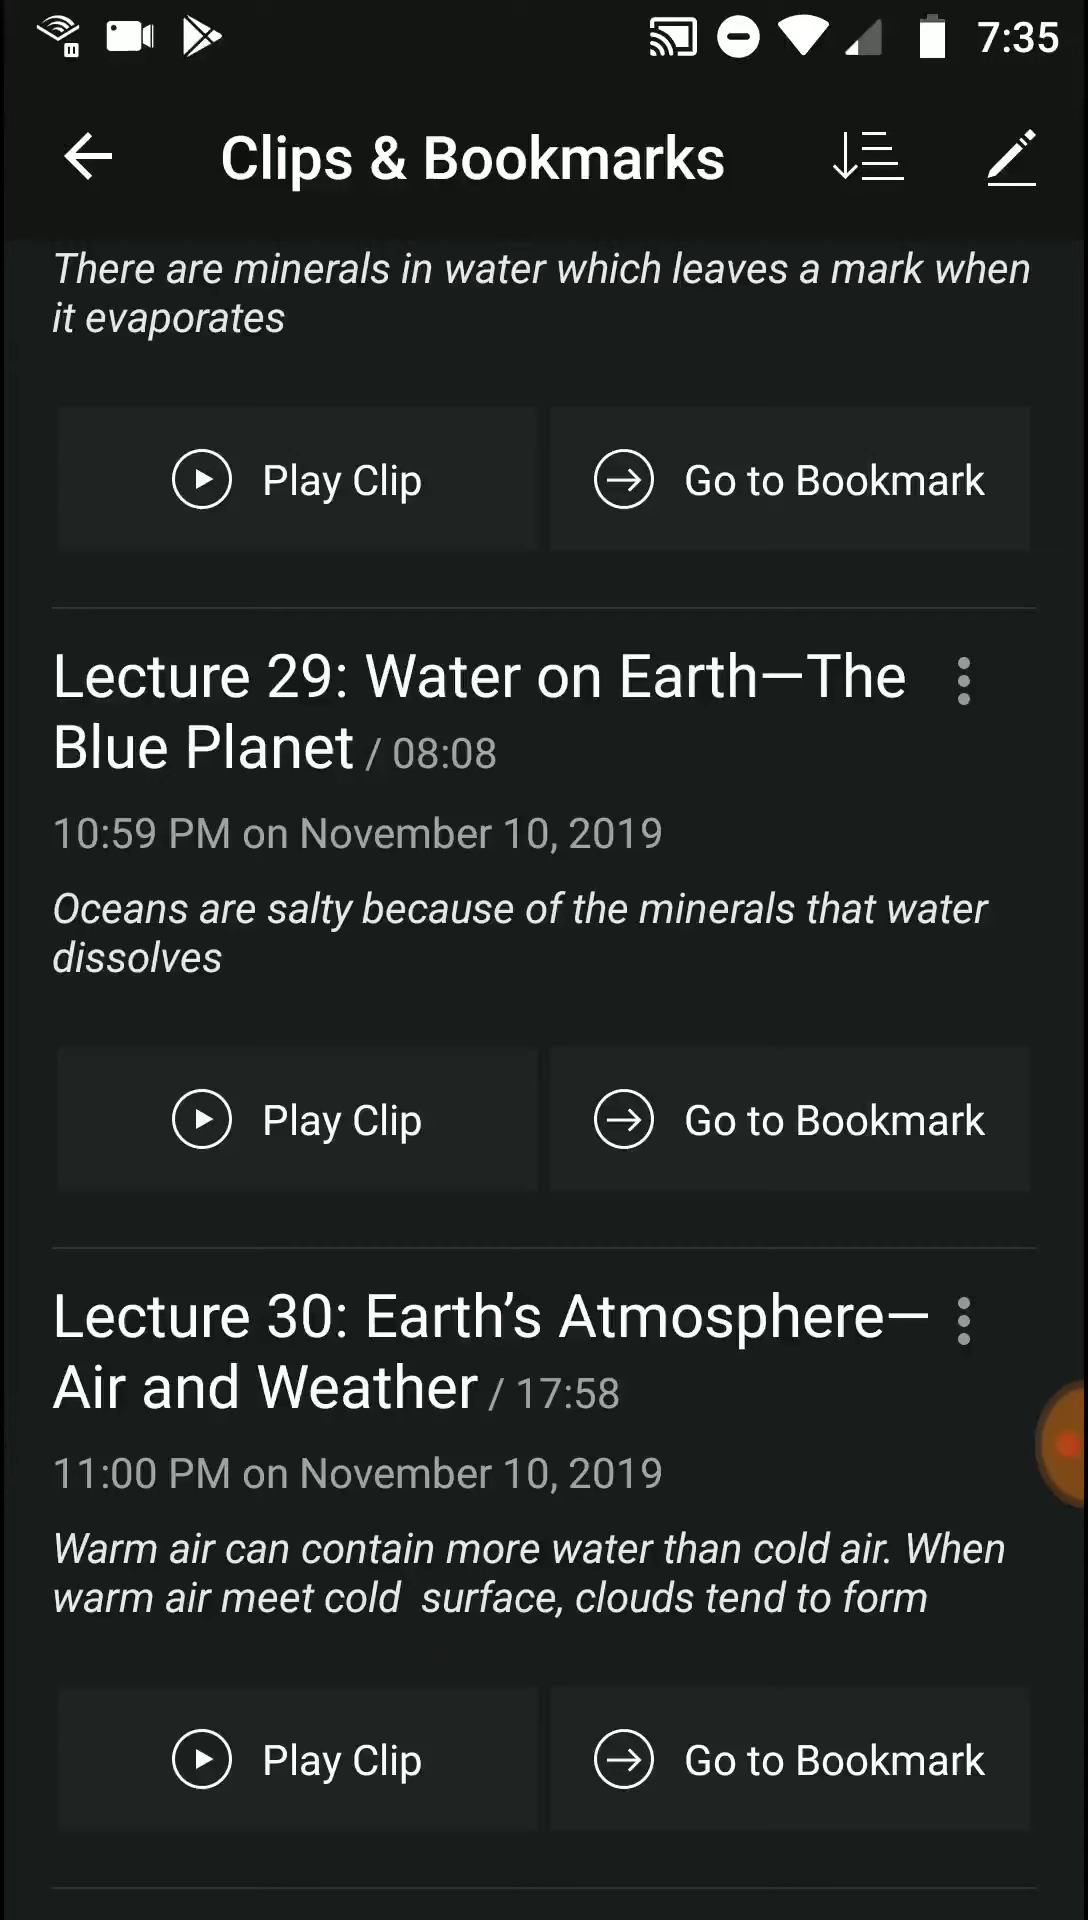 7:35
Clips & Bookmarks
There are minerals in water which leaves a mark when
it evaporates
Play Clip
Go to Bookmark
Lecture 29: Water on Earth—The
Blue Planet / 08:08
10:59 PM on November 10, 2019
Oceans are salty because of the minerals that water
dissolves
Play Clip
Go to Bookmark
Lecture 30: Earth’s Atmosphere—
Air and Weather / 17:58
11:00 PM on November 10, 2019
Warm air can contain more water than cold air. When
warm air meet cold  surface, clouds tend to form
Play Clip
Go to Bookmark